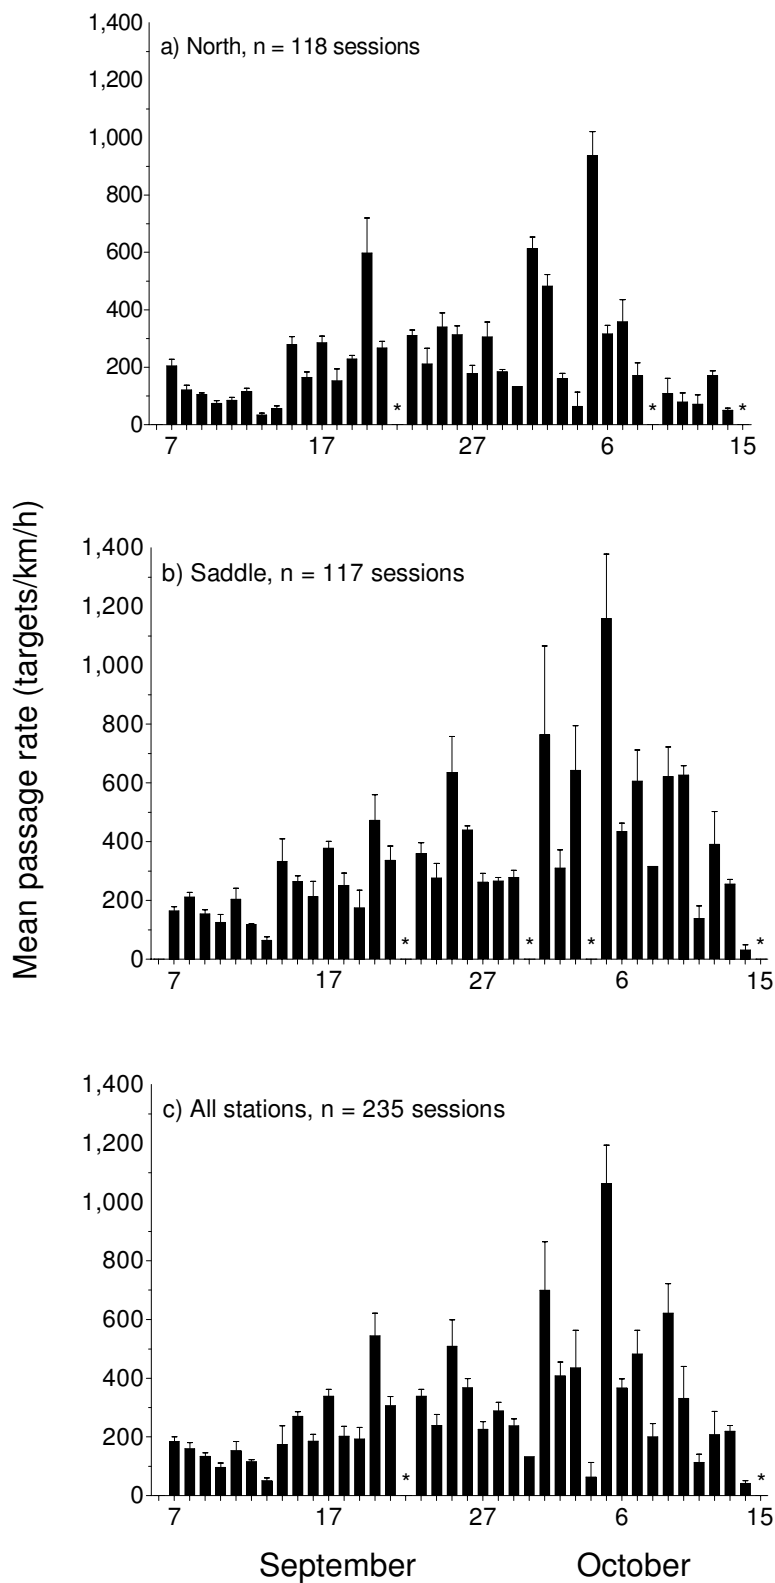 Mean passage rate (targets/km/h)
a) North, n = 118 sessions
1,400
1,200
1,000
800
600
400
200
0
* * *
7 17 27 6 15
b) Saddle, n = 117 sessions
1,400
1,200
1,000
800
600
400
200
0
* * * *
7 17 27 6 15
c) All stations, n = 235 sessions
1,400
1,200
1,000
800
600
400
200
0
* *
7 17 27 6 15
September October